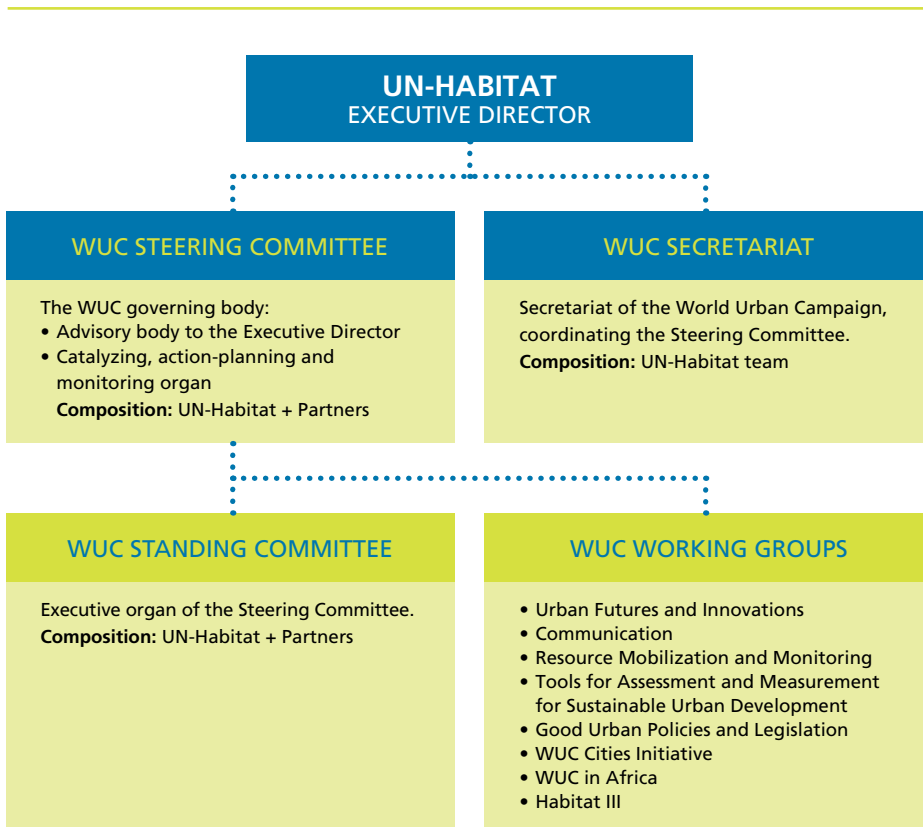 UN-HABITAT
EXECUTIVE DIRECTOR
WUC STEERING COMMITTEE
The WUC governing body:
• Advisory body to the Executive Director
• Catalyzing, action-planning and
monitoring organ
Composition: UN-Habitat + Partners
WUC SECRETARIAT
Secretariat of the World Urban Campaign,
coordinating the Steering Committee.
Composition: UN-Habitat team
WUC STANDING COMMITTEE
Executive organ of the Steering Committee.
Composition: UN-Habitat + Partners
WUC WORKING GROUPS
• Urban Futures and Innovations
• Communication
• Resource Mobilization and Monitoring
• Tools for Assessment and Measurement
for Sustainable Urban Development
• Good Urban Policies and Legislation
• WUC Cities Initiative
• WUC in Africa
• Habitat III